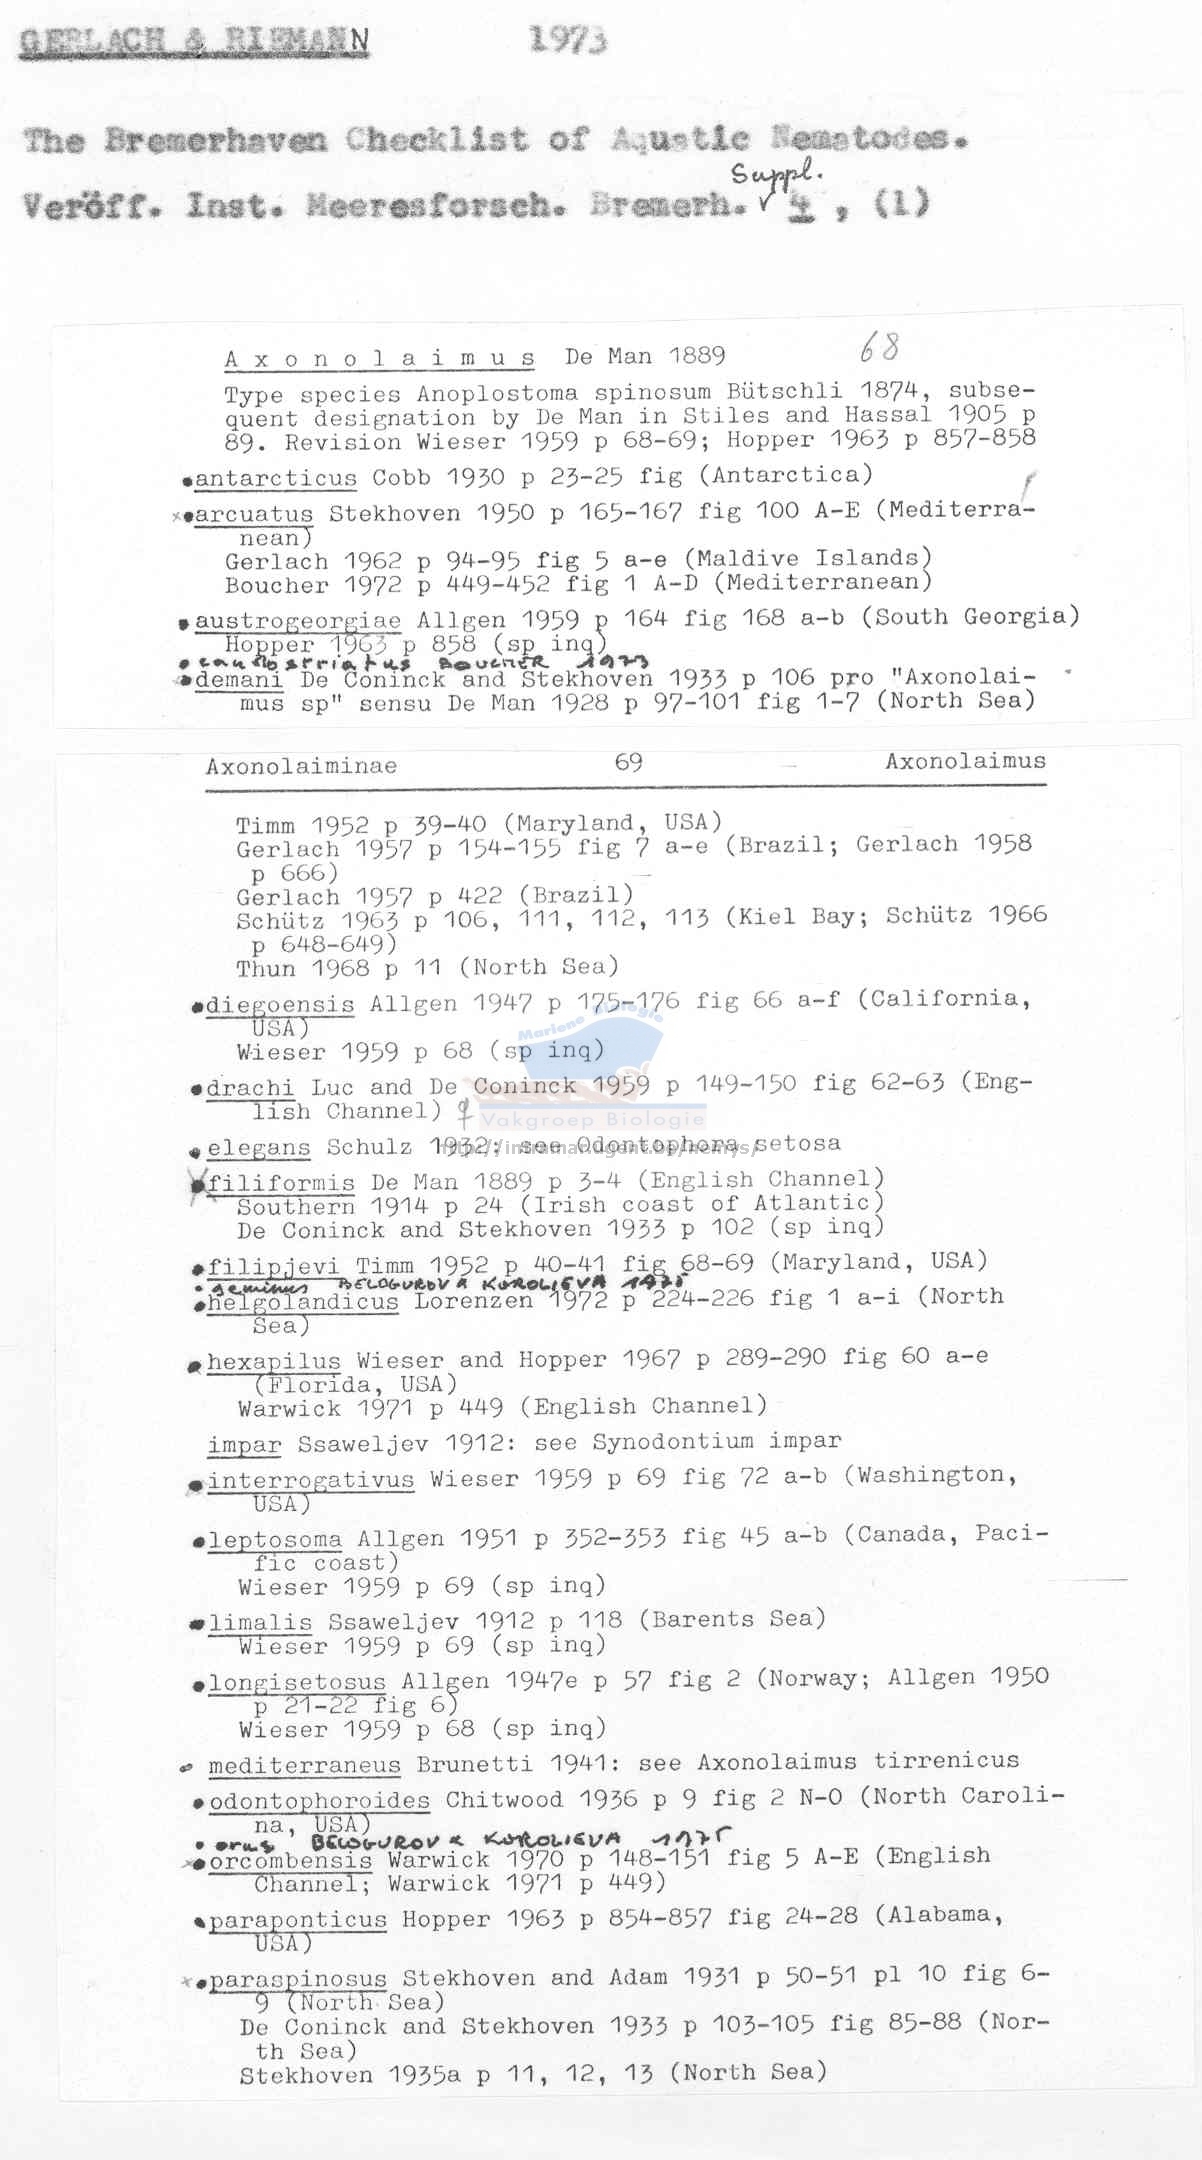 GERLACH & RIEMANN 1973
The Bremerhaven Checklist of Aquatic Nematodes.
Suppl.
Veröff. Inst. Meeresforsch. Bremerh. 4 , (1)
68
Axonolaimus De Man 1889
Type species Anoplostoma spinosum Bütschli 1874, subse-
quent designation by De Man in Stiles and Hassal 1905 p
89. Revision Wieser 1959 p 68-69; Hopper 1963 p 857-858
•antarcticus Cobb 1930 p 23-25 fig (Antarctica)
x•arcuatus Stekhoven 1950 p 165-167 fig 100 A-E (Mediterra-
nean)
Gerlach 1962 p 94-95 fig 5 a-e (Maldive Islands)
Boucher 1972 p 449-452 fig 1 A-D (Mediterranean)
•austrogeorgiae Allgen 1959 p 164 fig 168 a-b (South Georgia)
Hopper 1963 p 858 (sp inq)
• caudostriatus BOUCHER 1973
•demani De Coninck and Stekhoven 1933 p 106 pro "Axonolai-
mus sp" sensu De Man 1928 p 97-101 fig 1-7 (North Sea)
Axonolaiminae 69 Axonolaimus
Timm 1952 p 39-40 (Maryland, USA)
Gerlach 1957 p 154-155 fig 7 a-e (Brazil; Gerlach 1958
p 666)
Gerlach 1957 p 422 (Brazil)
Schütz 1963 p 106, 111, 112, 113 (Kiel Bay; Schütz 1966
p 648-649)
Thun 1968 p 11 (North Sea)
•diegoensis Allgen 1947 p 175-176 fig 66 a-f (California,
USA)
Wieser 1959 p 68 (sp inq)
•drachi Luc and De Coninck 1959 p 149-150 fig 62-63 (Eng-
lish Channel) ♀
•elegans Schulz 1932: see Odontophora setosa
•filiformis De Man 1889 p 3-4 (English Channel)
Southern 1914 p 24 (Irish coast of Atlantic)
De Coninck and Stekhoven 1933 p 102 (sp inq)
•filipjevi Timm 1952 p 40-41 fig 68-69 (Maryland, USA)
• geminus BELOGUROV & KOROLIEVA 1975
•helgolandicus Lorenzen 1972 p 224-226 fig 1 a-i (North
Sea)
•hexapilus Wieser and Hopper 1967 p 289-290 fig 60 a-e
(Florida, USA)
Warwick 1971 p 449 (English Channel)
impar Ssaweljev 1912: see Synodontium impar
•interrogativus Wieser 1959 p 69 fig 72 a-b (Washington,
USA)
•leptosoma Allgen 1951 p 352-353 fig 45 a-b (Canada, Paci-
fic coast)
Wieser 1959 p 69 (sp inq)
•limalis Ssaweljev 1912 p 118 (Barents Sea)
Wieser 1959 p 69 (sp inq)
•longisetosus Allgen 1947e p 57 fig 2 (Norway; Allgen 1950
p 21-22 fig 6)
Wieser 1959 p 68 (sp inq)
• mediterraneus Brunetti 1941: see Axonolaimus tirrenicus
•odontophoroides Chitwood 1936 p 9 fig 2 N-O (North Caroli-
na, USA)
• orus BELOGUROV & KOROLIEVA 1975
x•orcombensis Warwick 1970 p 148-151 fig 5 A-E (English
Channel; Warwick 1971 p 449)
•paraponticus Hopper 1963 p 854-857 fig 24-28 (Alabama,
USA)
x•paraspinosus Stekhoven and Adam 1931 p 50-51 pl 10 fig 6-
9 (North Sea)
De Coninck and Stekhoven 1933 p 103-105 fig 85-88 (Nor-
th Sea)
Stekhoven 1935a p 11, 12, 13 (North Sea)
Mariene Biologie
Vakgroep Biologie